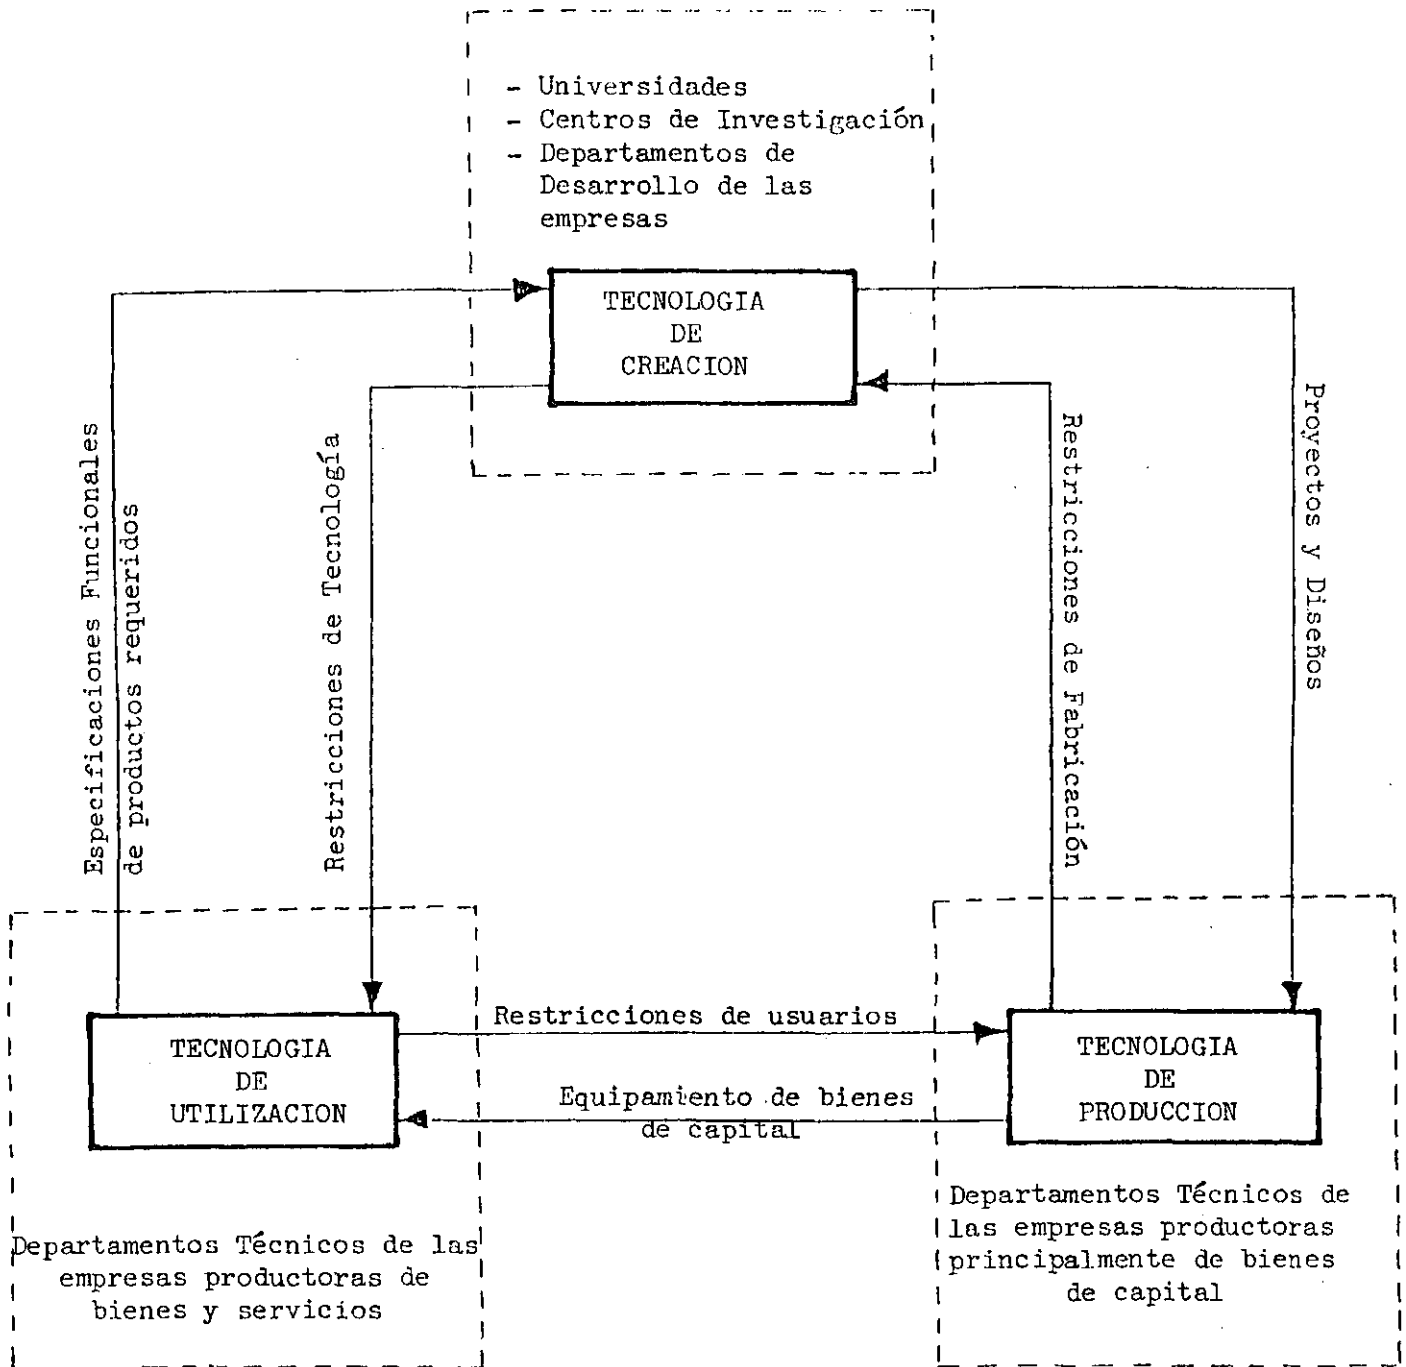 - Universidades
- Centros de Investigación
- Departamentos de
Desarrollo de las
empresas
TECNOLOGIA
DE
CREACION
Especificaciones Funcionales
de productos requeridos
Restricciones de Tecnología
Restricciones de Fabricación
Proyectos y Diseños
TECNOLOGIA
DE
UTILIZACION
Restricciones de usuarios
Equipamiento de bienes
de capital
TECNOLOGIA
DE
PRODUCCION
Departamentos Técnicos de las
empresas productoras de
bienes y servicios
Departamentos Técnicos de
las empresas productoras
principalmente de bienes
de capital